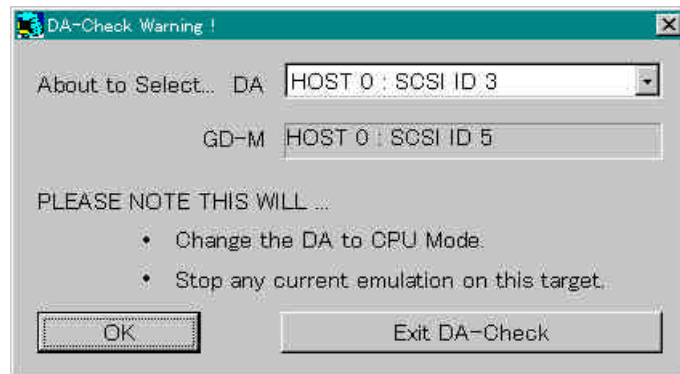 DA-Check Warning !
About to Select... DA HOST 0 : SCSI ID 3
GD-M HOST 0 : SCSI ID 5
PLEASE NOTE THIS WILL ...
• Change the DA to CPU Mode.
• Stop any current emulation on this target.
OK Exit DA-Check